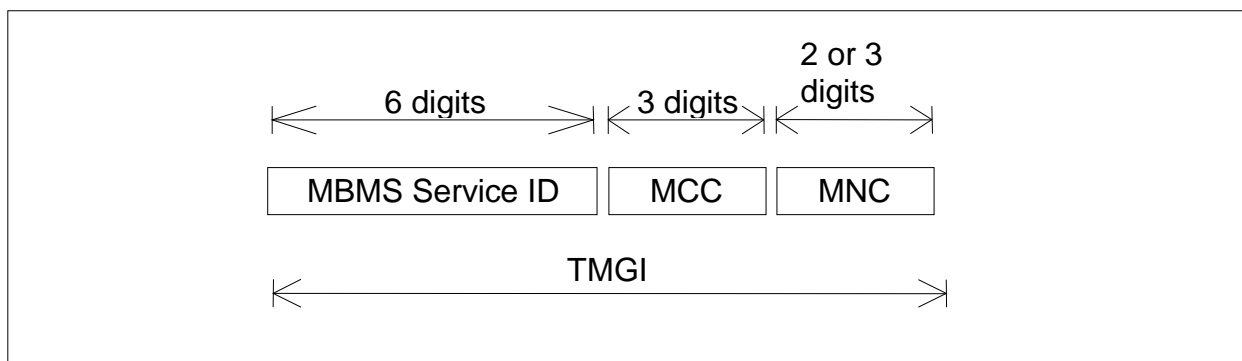 2 or 3
digits
6 digits
3 digits
MBMS Service ID
MCC
MNC
TMGI